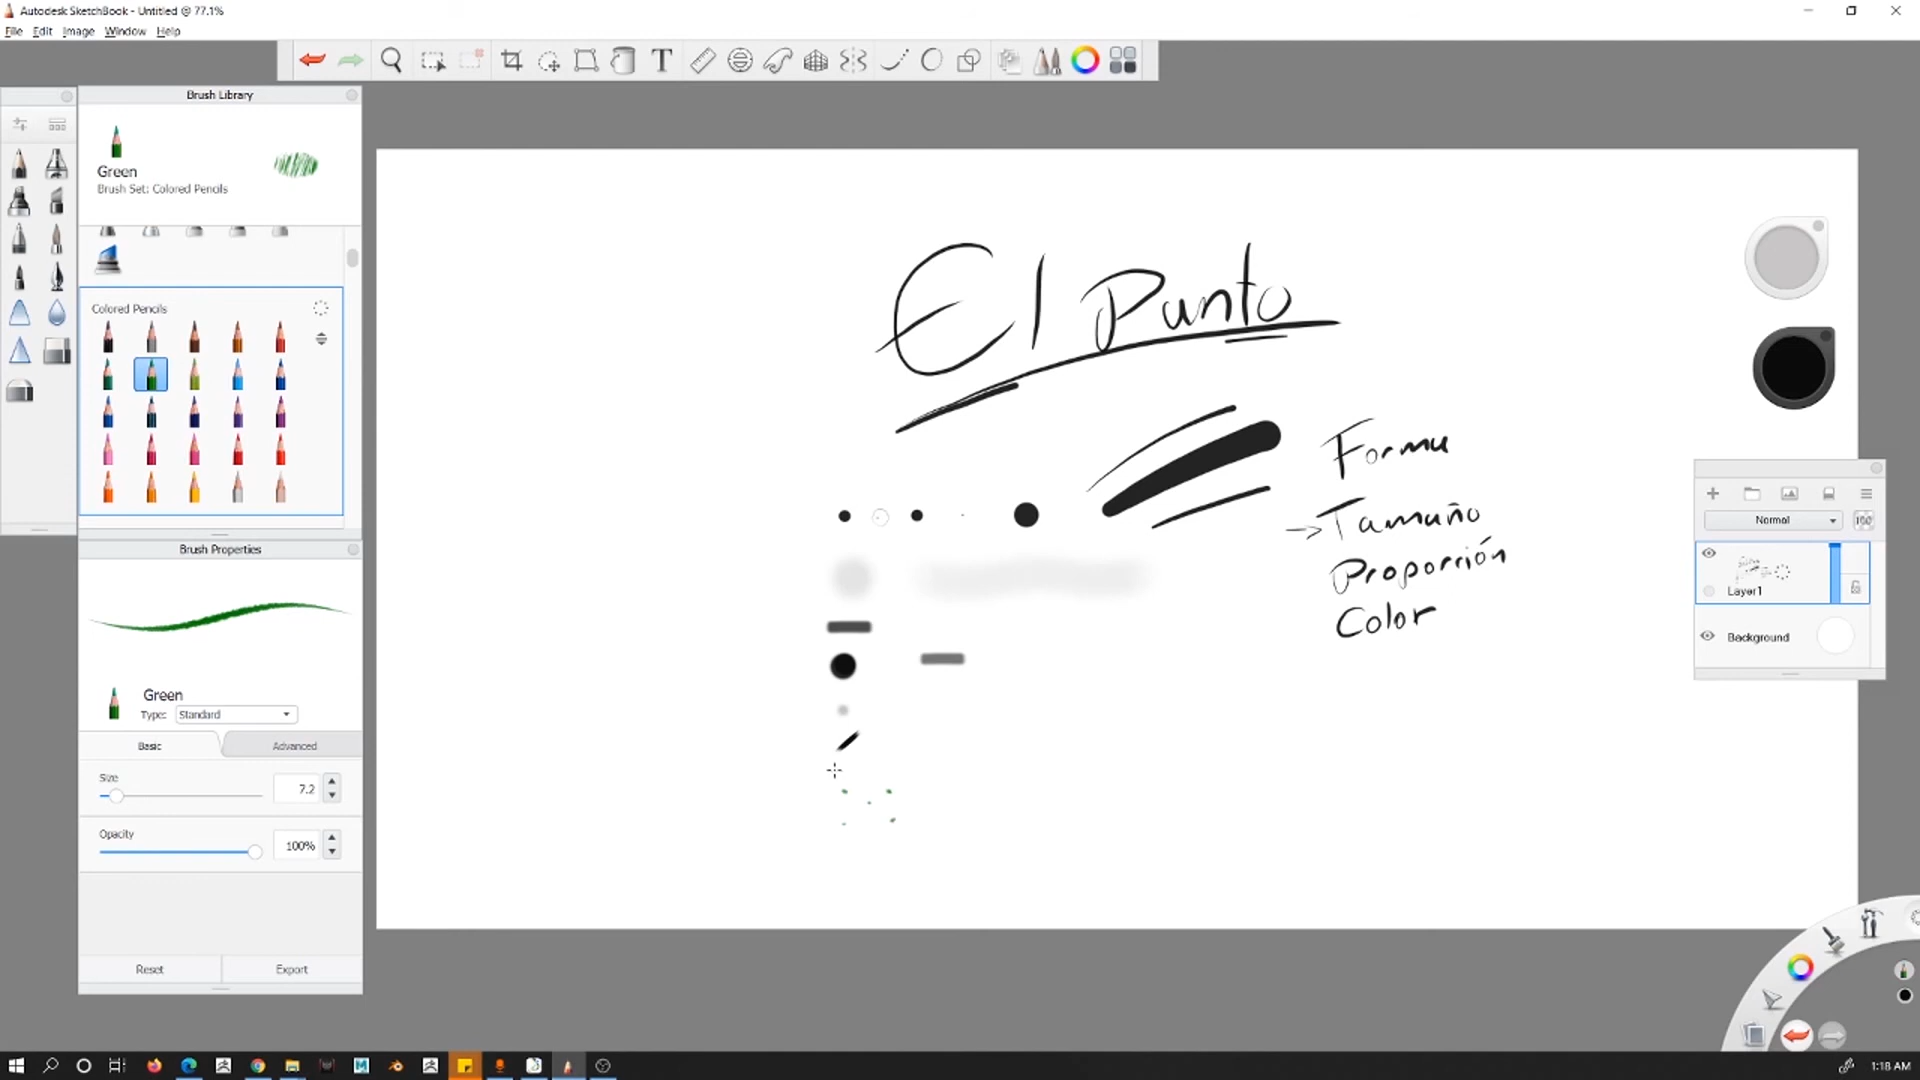 Autodesk SketchBook - Untitled @ 77.1%
File Edit Image Window Help
Brush Library
Green
Brush Set: Colored Pencils
Colored Pencils
Brush Properties
Green
Type: Standard
Basic Advanced
Size
7.2
Opacity
100%
Reset Export
El Punto
Forma
Tamaño
Proporción
Color
Normal 100
Layer1
Background
1:18 AM